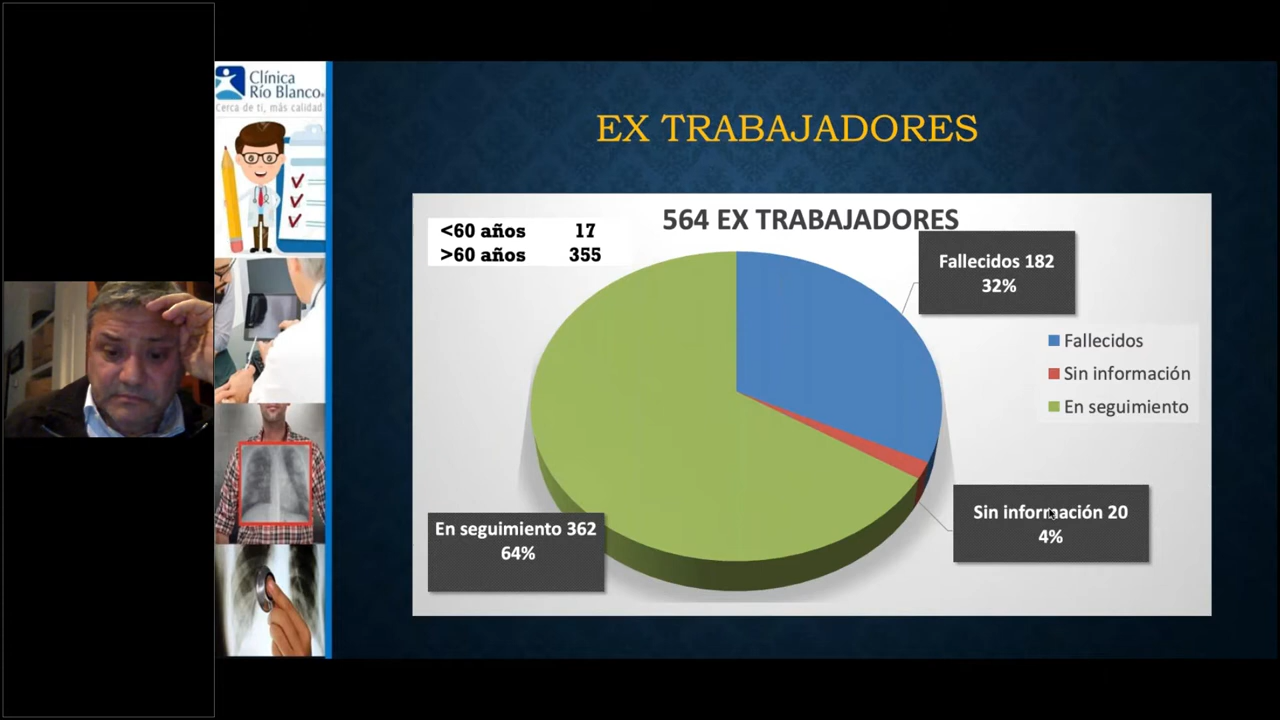 Clínica
Río Blanco
Cerca de ti, más calidad
EX TRABAJADORES
564 EX TRABAJADORES
<60 años 17
>60 años 355
Fallecidos 182
32%
Fallecidos
Sin información
En seguimiento
Sin información 20
4%
En seguimiento 362
64%